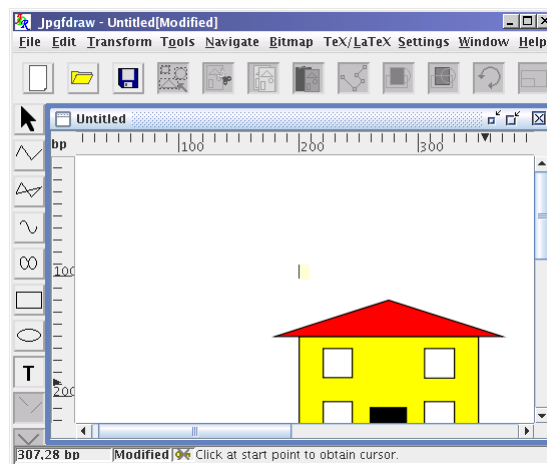 Jpgfdraw - Untitled[Modified]
File Edit Transform Tools Navigate Bitmap TeX/LaTeX Settings Window Help
Untitled
bp 100 200 300
100
200
T
307,28 bp Modified Click at start point to obtain cursor.